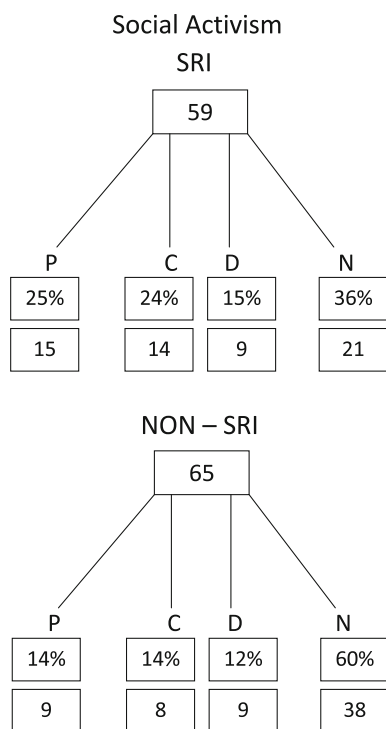 Social Activism
SRI
59
P C D N
25% 24% 15% 36%
15 14 9 21
NON – SRI
65
P C D N
14% 14% 12% 60%
9 8 9 38